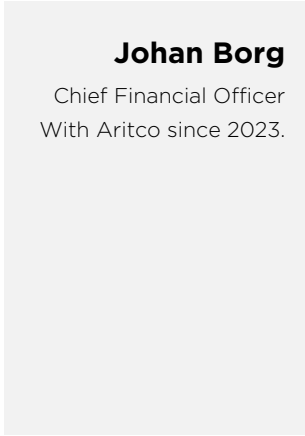 Johan Borg
Chief Financial Officer
With Aritco since 2023.